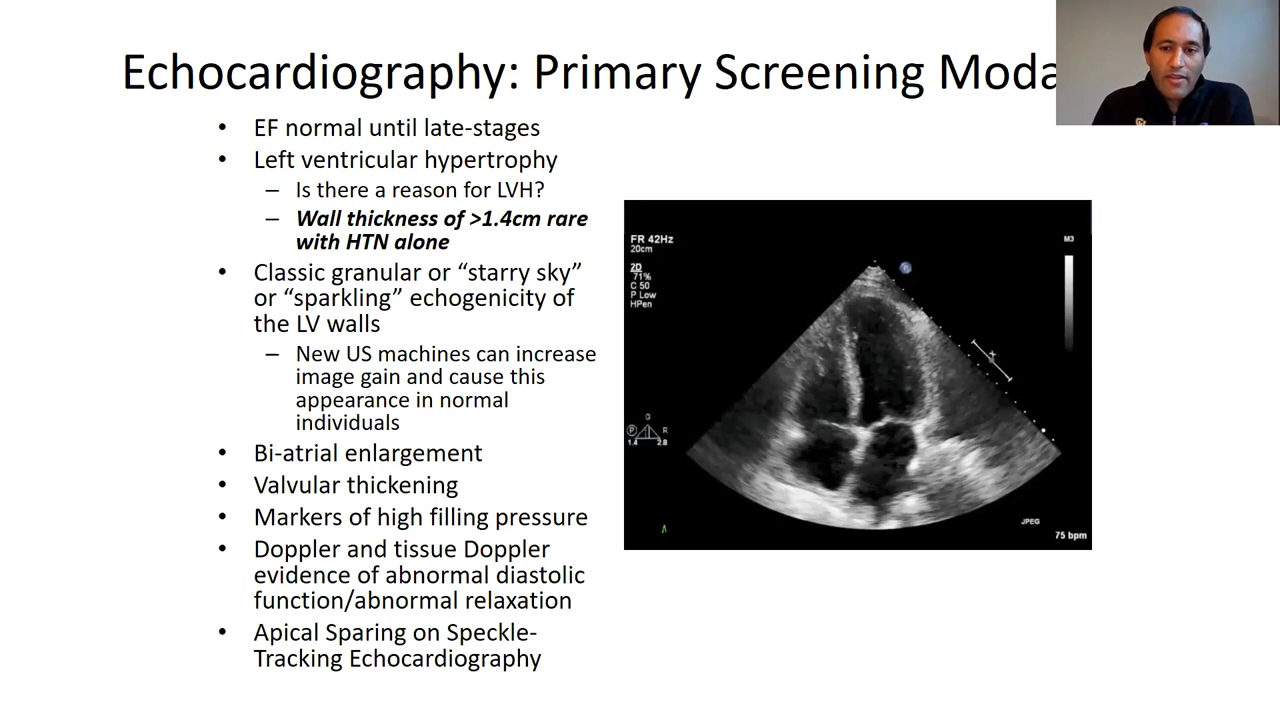 Echocardiography: Primary Screening Moda
• EF normal until late-stages
• Left ventricular hypertrophy
– Is there a reason for LVH?
– Wall thickness of >1.4cm rare
with HTN alone
• Classic granular or “starry sky”
or “sparkling” echogenicity of
the LV walls
– New US machines can increase
image gain and cause this
appearance in normal
individuals
• Bi-atrial enlargement
• Valvular thickening
• Markers of high filling pressure
• Doppler and tissue Doppler
evidence of abnormal diastolic
function/abnormal relaxation
• Apical Sparing on Speckle-
Tracking Echocardiography
FR 42Hz
20cm
2D
71%
C 50
P Low
HPen
M3
P
G
P R
1.4 2.8
JPEG
75 bpm